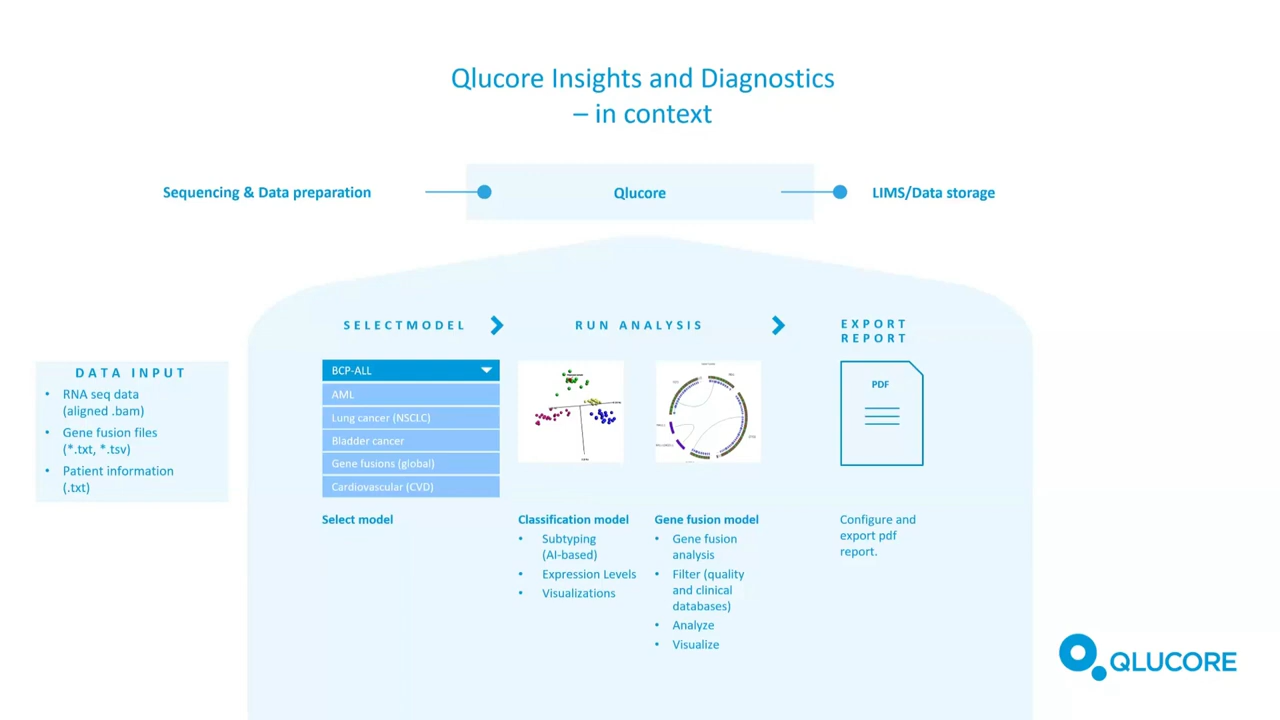 Qlucore Insights and Diagnostics
– in context
Sequencing & Data preparation
Qlucore
LIMS/Data storage
SELECTMODEL
RUN ANALYSIS
EXPORT
REPORT
DATA INPUT
• RNA seq data
(aligned .bam)
• Gene fusion files
(*.txt, *.tsv)
• Patient information
(.txt)
BCP-ALL
AML
Lung cancer (NSCLC)
Bladder cancer
Gene fusions (global)
Cardiovascular (CVD)
PDF
Select model
Classification model
• Subtyping
(AI-based)
• Expression Levels
• Visualizations
Gene fusion model
• Gene fusion
analysis
• Filter (quality
and clinical
databases)
• Analyze
• Visualize
Configure and
export pdf
report.
QLUCORE